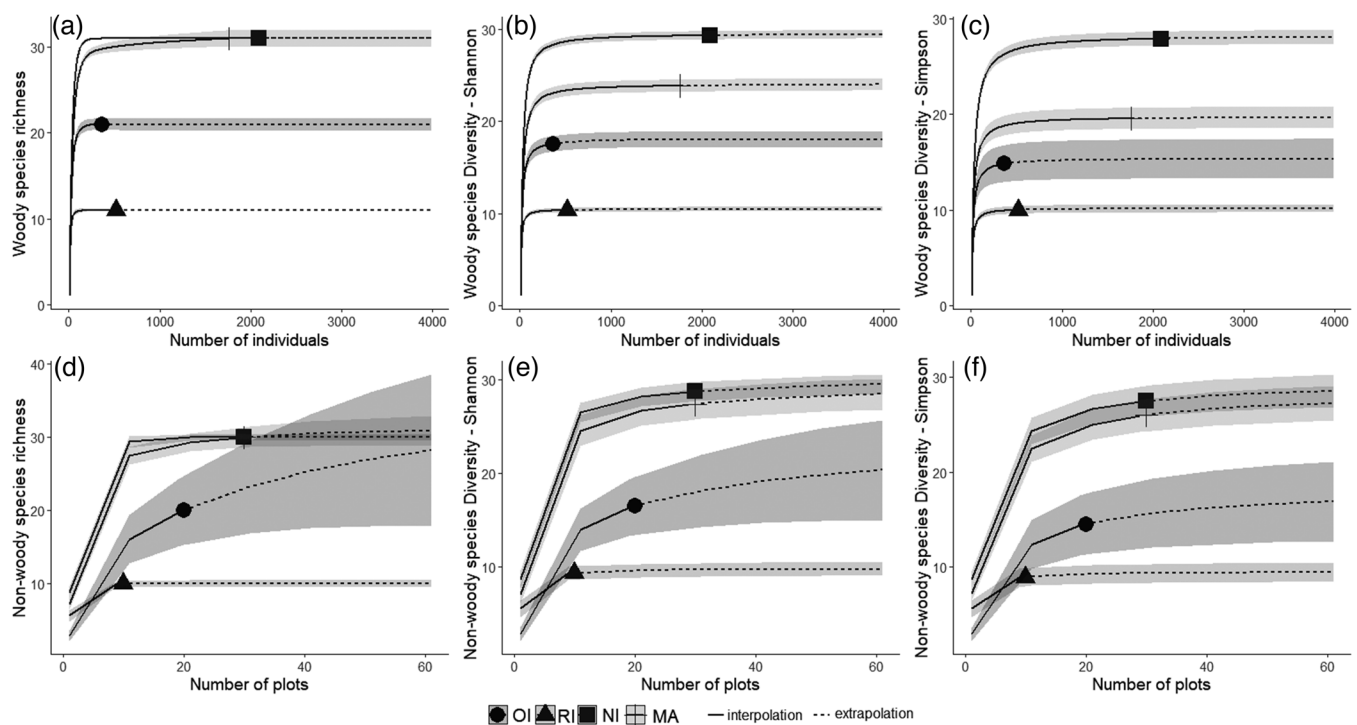 (a)
Woody species richness
30
20
10
0
0 1000 2000 3000 4000
Number of individuals
(b)
Woody species Diversity - Shannon
30
20
10
0
0 1000 2000 3000 4000
Number of individuals
(c)
Woody species Diversity - Simpson
30
20
10
0
0 1000 2000 3000 4000
Number of individuals
(d)
Non-woody species richness
40
30
20
10
0 20 40 60
Number of plots
(e)
Non-woody species Diversity - Shannon
30
20
10
0 20 40 60
Number of plots
(f)
Non-woody species Diversity - Simpson
30
20
10
0 20 40 60
Number of plots
OI RI NI MA interpolation extrapolation